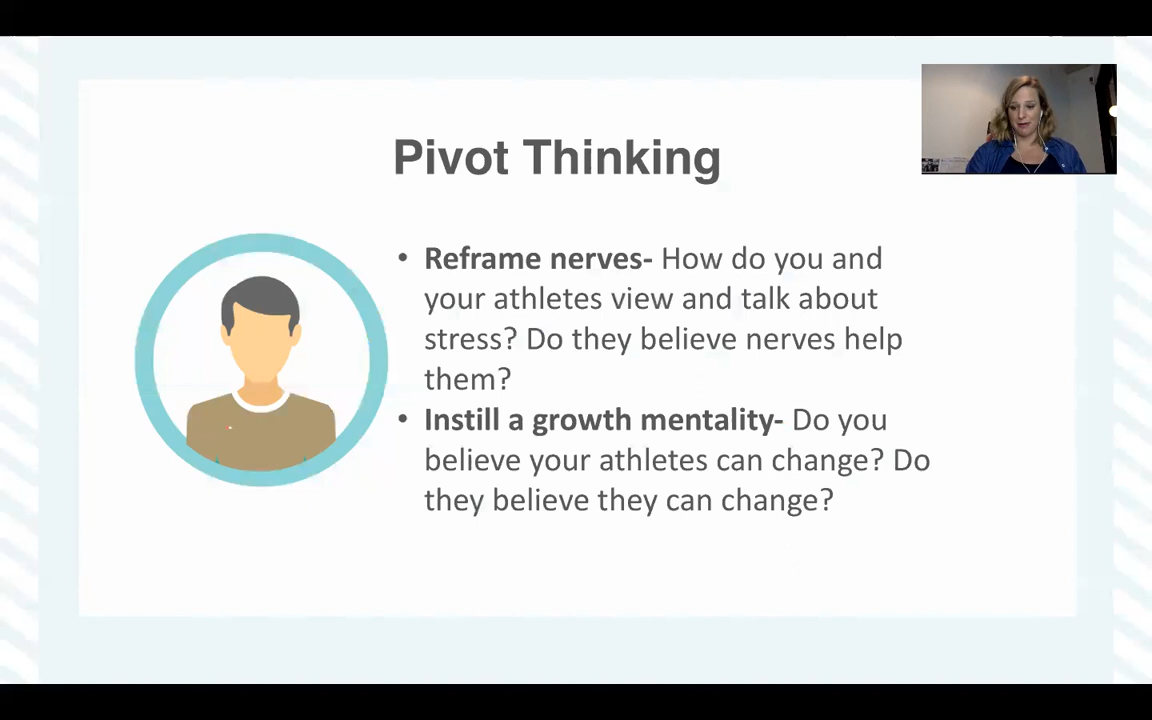 Pivot Thinking
• Reframe nerves- How do you and
your athletes view and talk about
stress? Do they believe nerves help
them?
• Instill a growth mentality- Do you
believe your athletes can change? Do
they believe they can change?